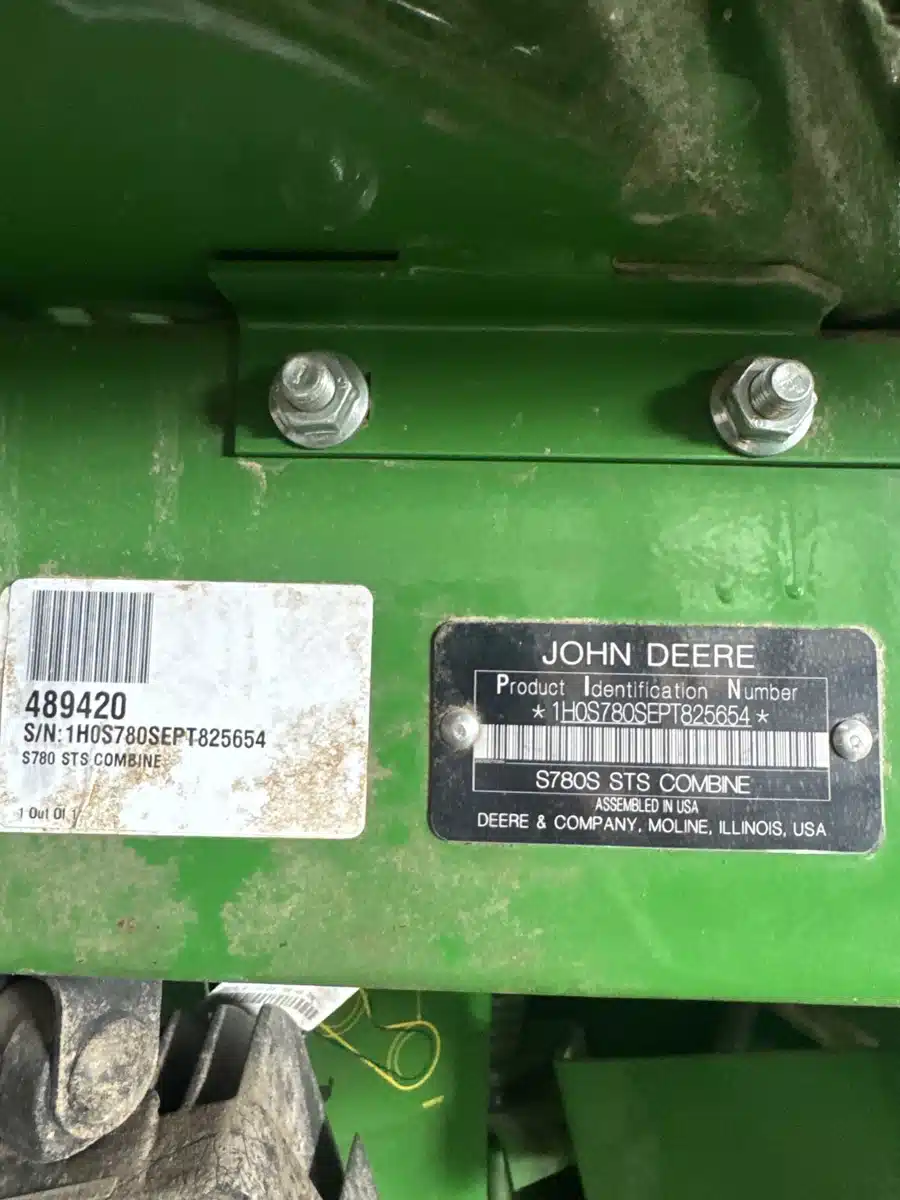 489420
S/N:1H0S780SEPT825654
S780 STS COMBINE
1 Out Of 1
JOHN DEERE
Product Identification Number
*1H0S780SEPT825654*
S780S STS COMBINE
ASSEMBLED IN USA
DEERE & COMPANY, MOLINE, ILLINOIS, USA